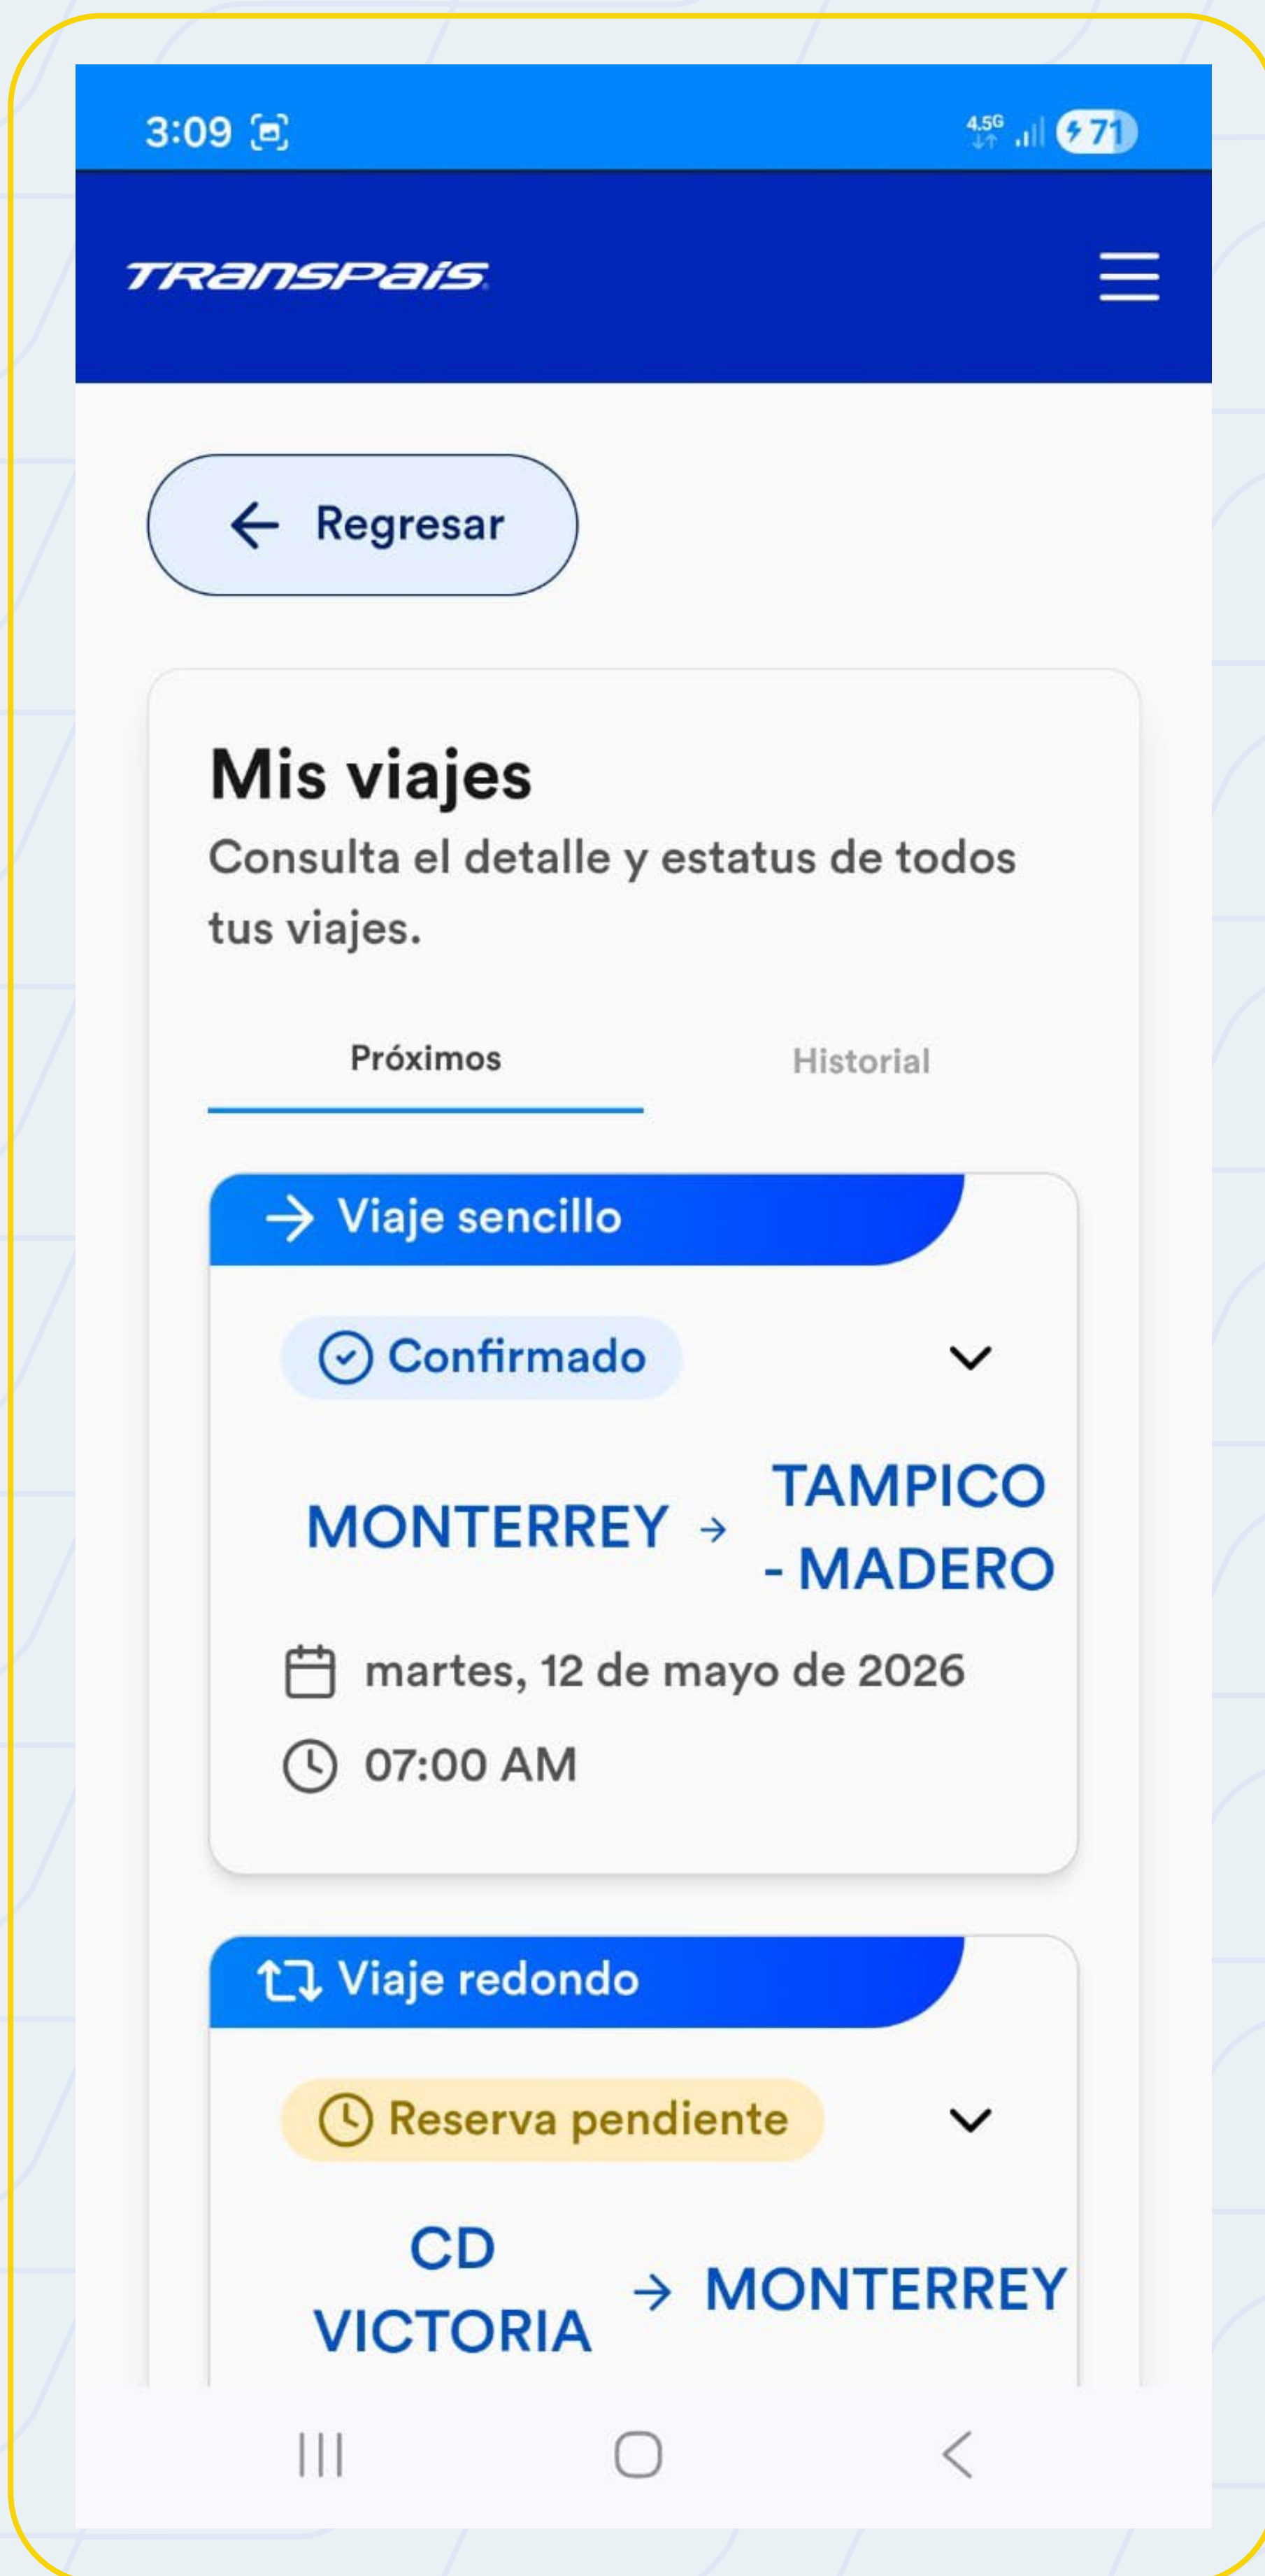 3:09
4.5G
71
TRANSPAIS
Regresar
Mis viajes
Consulta el detalle y estatus de todos
tus viajes.
Próximos
Historial
Viaje sencillo
Confirmado
MONTERREY → TAMPICO
- MADERO
martes, 12 de mayo de 2026
07:00 AM
Viaje redondo
Reserva pendiente
CD
VICTORIA → MONTERREY